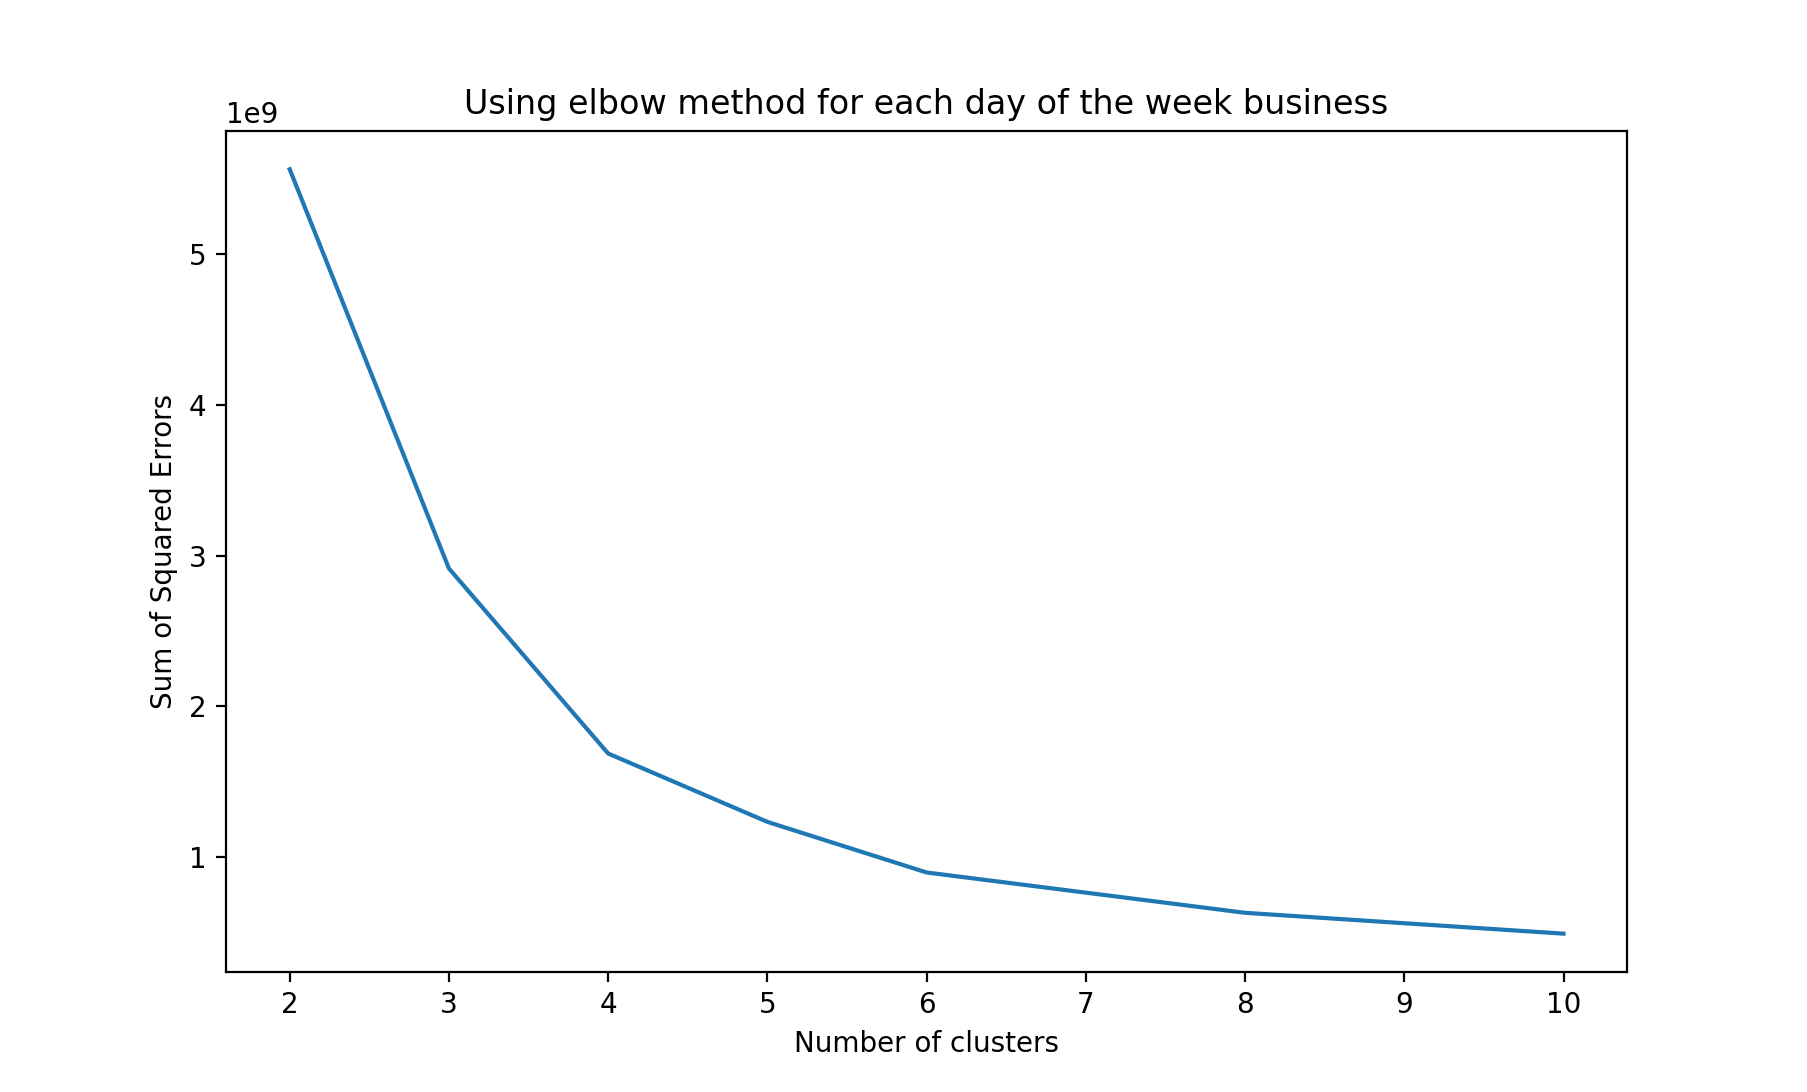 Using elbow method for each day of the week business
1e9
5
4
3
2
1
Sum of Squared Errors
2 3 4 5 6 7 8 9 10
Number of clusters